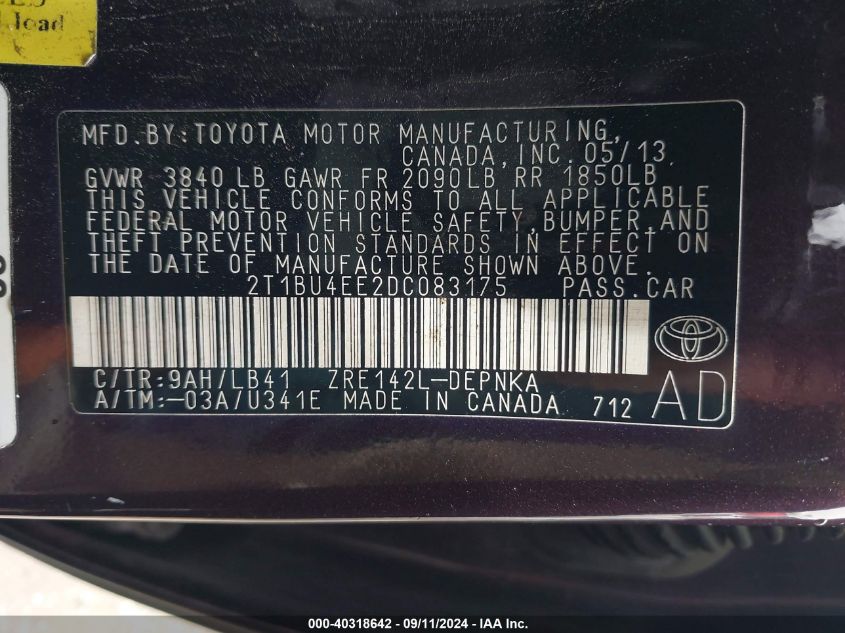 load
MFD.BY:TOYOTA MOTOR MANUFACTURING,
CANADA,INC. 05/13
GVWR 3840 LB GAWR FR 2090LB RR 1850LB
THIS VEHICLE CONFORMS TO ALL APPLICABLE
FEDERAL MOTOR VEHICLE SAFETY,BUMPER,AND
THEFT PREVENTION STANDARDS IN EFFECT ON
THE DATE OF MANUFACTURE SHOWN ABOVE.
2T1BU4EE2DC083175 PASS.CAR
C/TR:9AH/LB41 ZRE142L-DEPNKA
A/TM:-03A/U341E MADE IN CANADA 712 AD
000-40318642 - 09/11/2024 - IAA Inc.